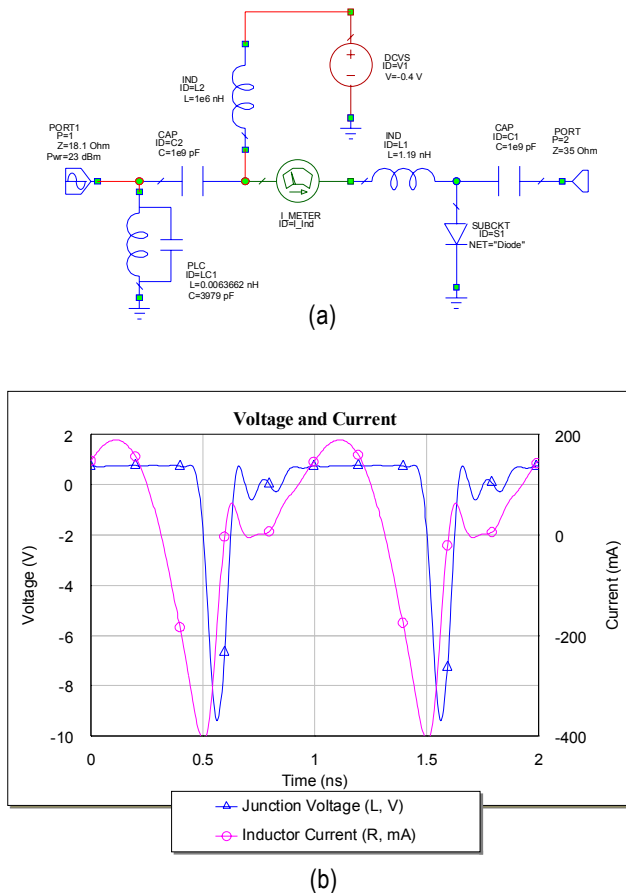 DCVS
ID=V1
V=-0.4 V
IND
ID=L2
L=1e6 nH
PORT1
P=1
Z=18.1 Ohm
Pwr=23 dBm
CAP
ID=C2
C=1e9 pF
I_METER
ID=I_Ind
IND
ID=L1
L=1.19 nH
CAP
ID=C1
C=1e9 pF
PORT
P=2
Z=35 Ohm
SUBCKT
ID=S1
NET="Diode"
PLC
ID=LC1
L=0.0063662 nH
C=3979 pF
(a)
Voltage and Current
2
0
-2
-4
-6
-8
-10
Voltage (V)
200
0
-200
-400
Current (mA)
0
0.5
1
1.5
2
Time (ns)
Junction Voltage (L, V)
Inductor Current (R, mA)
(b)